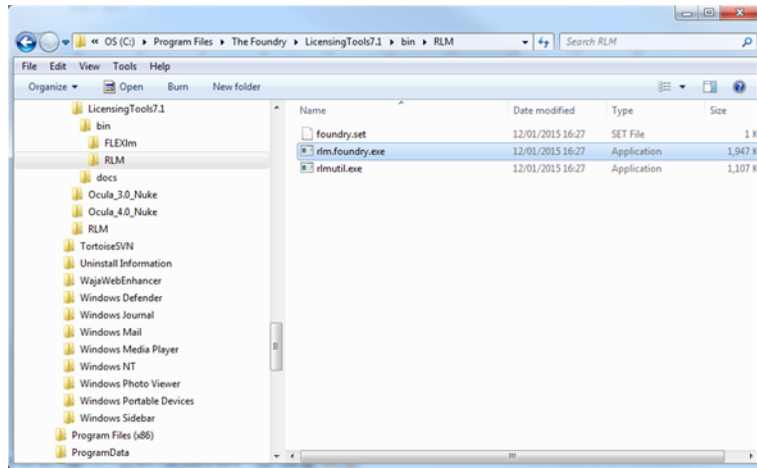 « OS (C:) ▸ Program Files ▸ The Foundry ▸ LicensingTools7.1 ▸ bin ▸ RLM
Search RLM
File Edit View Tools Help
Organize Open Burn New folder
LicensingTools7.1
bin
FLEXlm
RLM
docs
Ocula_3.0_Nuke
Ocula_4.0_Nuke
RLM
TortoiseSVN
Uninstall Information
WajaWebEnhancer
Windows Defender
Windows Journal
Windows Mail
Windows Media Player
Windows NT
Windows Photo Viewer
Windows Portable Devices
Windows Sidebar
Program Files (x86)
ProgramData
Name Date modified Type Size
foundry.set 12/01/2015 16:27 SET File 1 K
rlm.foundry.exe 12/01/2015 16:27 Application 1,947 K
rlmutil.exe 12/01/2015 16:27 Application 1,107 K